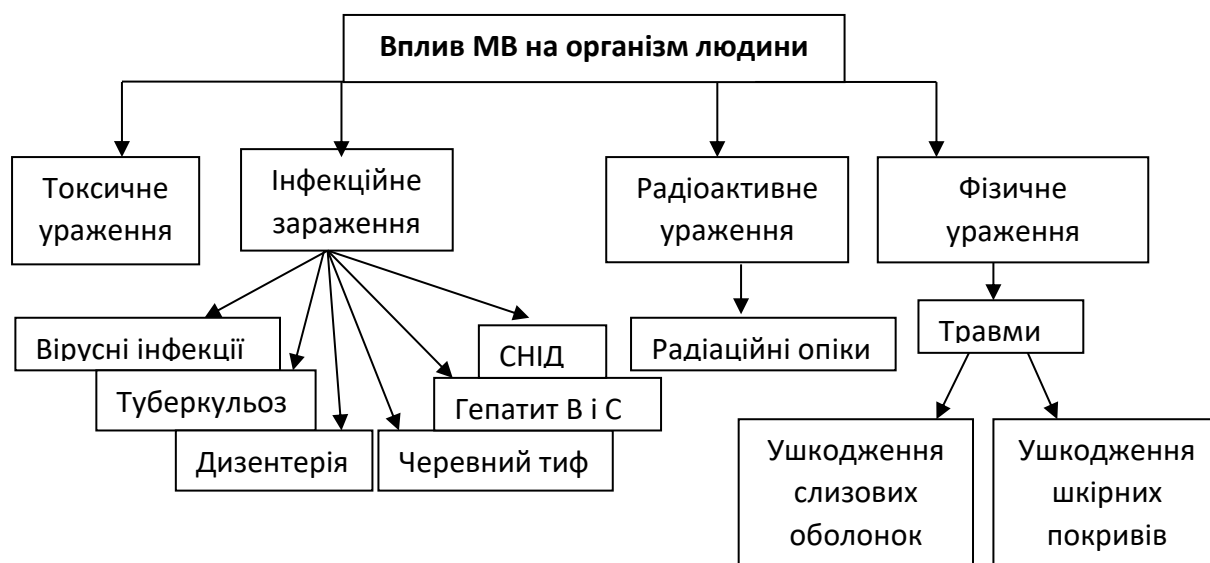 Вплив МВ на організм людини
Токсичне
ураження
Інфекційне
зараження
Радіоактивне
ураження
Фізичне
ураження
Вірусні інфекції
Туберкульоз
Дизентерія
СНІД
Гепатит В і С
Черевний тиф
Радіаційні опіки
Травми
Ушкодження
слизових
оболонок
Ушкодження
шкірних
покривів